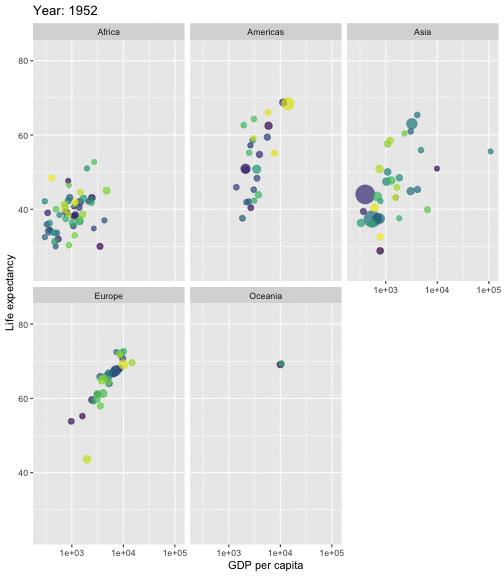 Year: 1952
Africa Americas Asia
80
60
40
1e+03 1e+04 1e+05
Europe Oceania
80
60
40
1e+03 1e+04 1e+05 1e+03 1e+04 1e+05
Life expectancy
GDP per capita